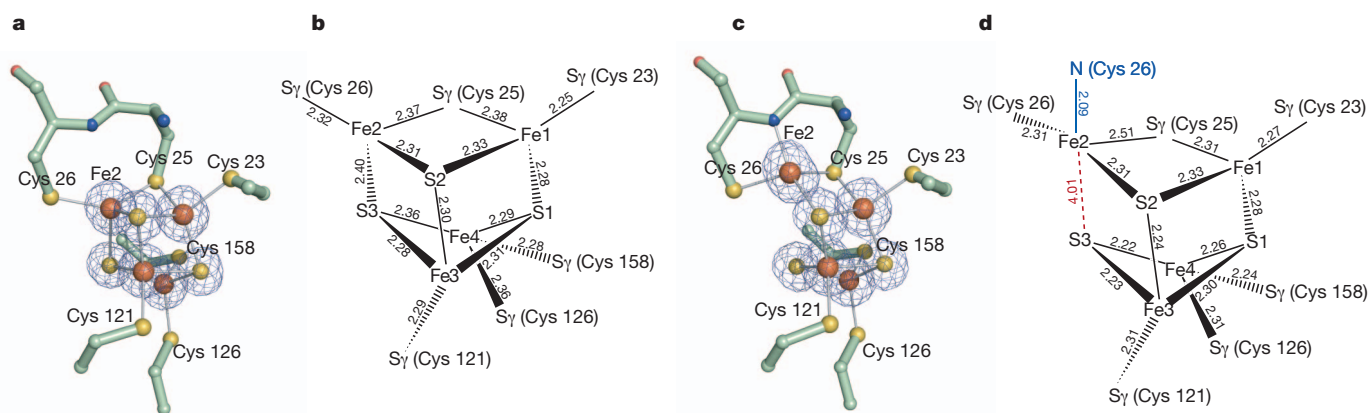 a
Fe2
Cys 25
Cys 23
Cys 26
Cys 158
Cys 121
Cys 126
b
Sγ (Cys 26)
Sγ (Cys 25)
Sγ (Cys 23)
2.32
2.37
2.38
2.25
Fe2
Fe1
2.31
2.33
2.40
S2
2.28
S3
2.36
2.30
2.29
S1
Fe4
2.28
2.28
2.31
Sγ (Cys 158)
Fe3
2.36
2.29
Sγ (Cys 126)
Sγ (Cys 121)
c
Fe2
Cys 25
Cys 23
Cys 26
Cys 158
Cys 121
Cys 126
d
N (Cys 26)
2.09
Sγ (Cys 26)
Sγ (Cys 25)
Sγ (Cys 23)
2.31
2.51
2.31
2.27
Fe2
Fe1
2.31
2.33
4.01
S2
2.28
S3
2.22
2.24
2.26
S1
Fe4
2.24
2.23
2.30
Sγ (Cys 158)
Fe3
2.31
2.31
Sγ (Cys 126)
Sγ (Cys 121)